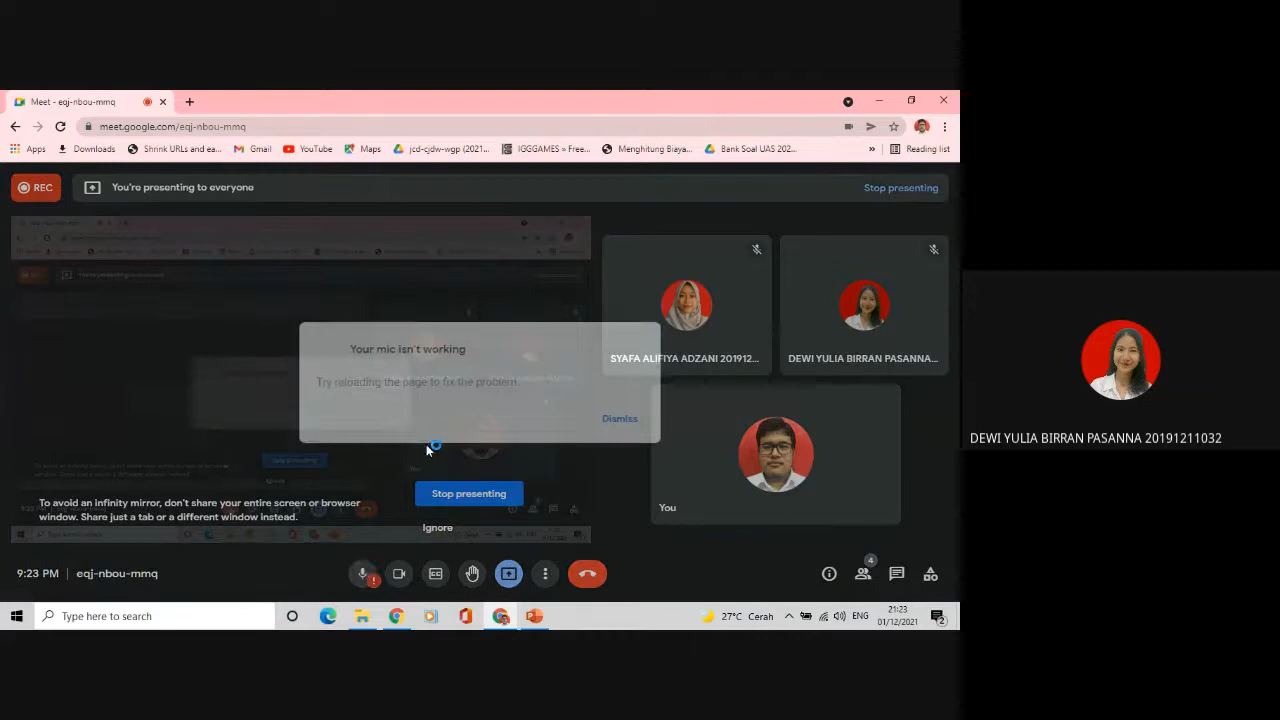 Meet - eqj-nbou-mmq
meet.google.com/eqj-nbou-mmq
Apps Downloads Shrink URLs and ea... Gmail YouTube Maps jcd-cjdw-wgp (2021... IGGGAMES » Free... Menghitung Biaya... Bank Soal UAS 202... » Reading list
REC You're presenting to everyone Stop presenting
Your mic isn't working
Try reloading the page to fix the problem.
Dismiss
SYAFA ALIFIYA ADZANI 201912... DEWI YULIA BIRRAN PASANNA...
DEWI YULIA BIRRAN PASANNA 20191211032
To avoid an infinity mirror, don't share your entire screen or browser
window. Share just a tab or a different window instead.
Stop presenting
Ignore
You
9:23 PM | eqj-nbou-mmq
4
Type here to search
27°C Cerah ENG
21:23
01/12/2021
2